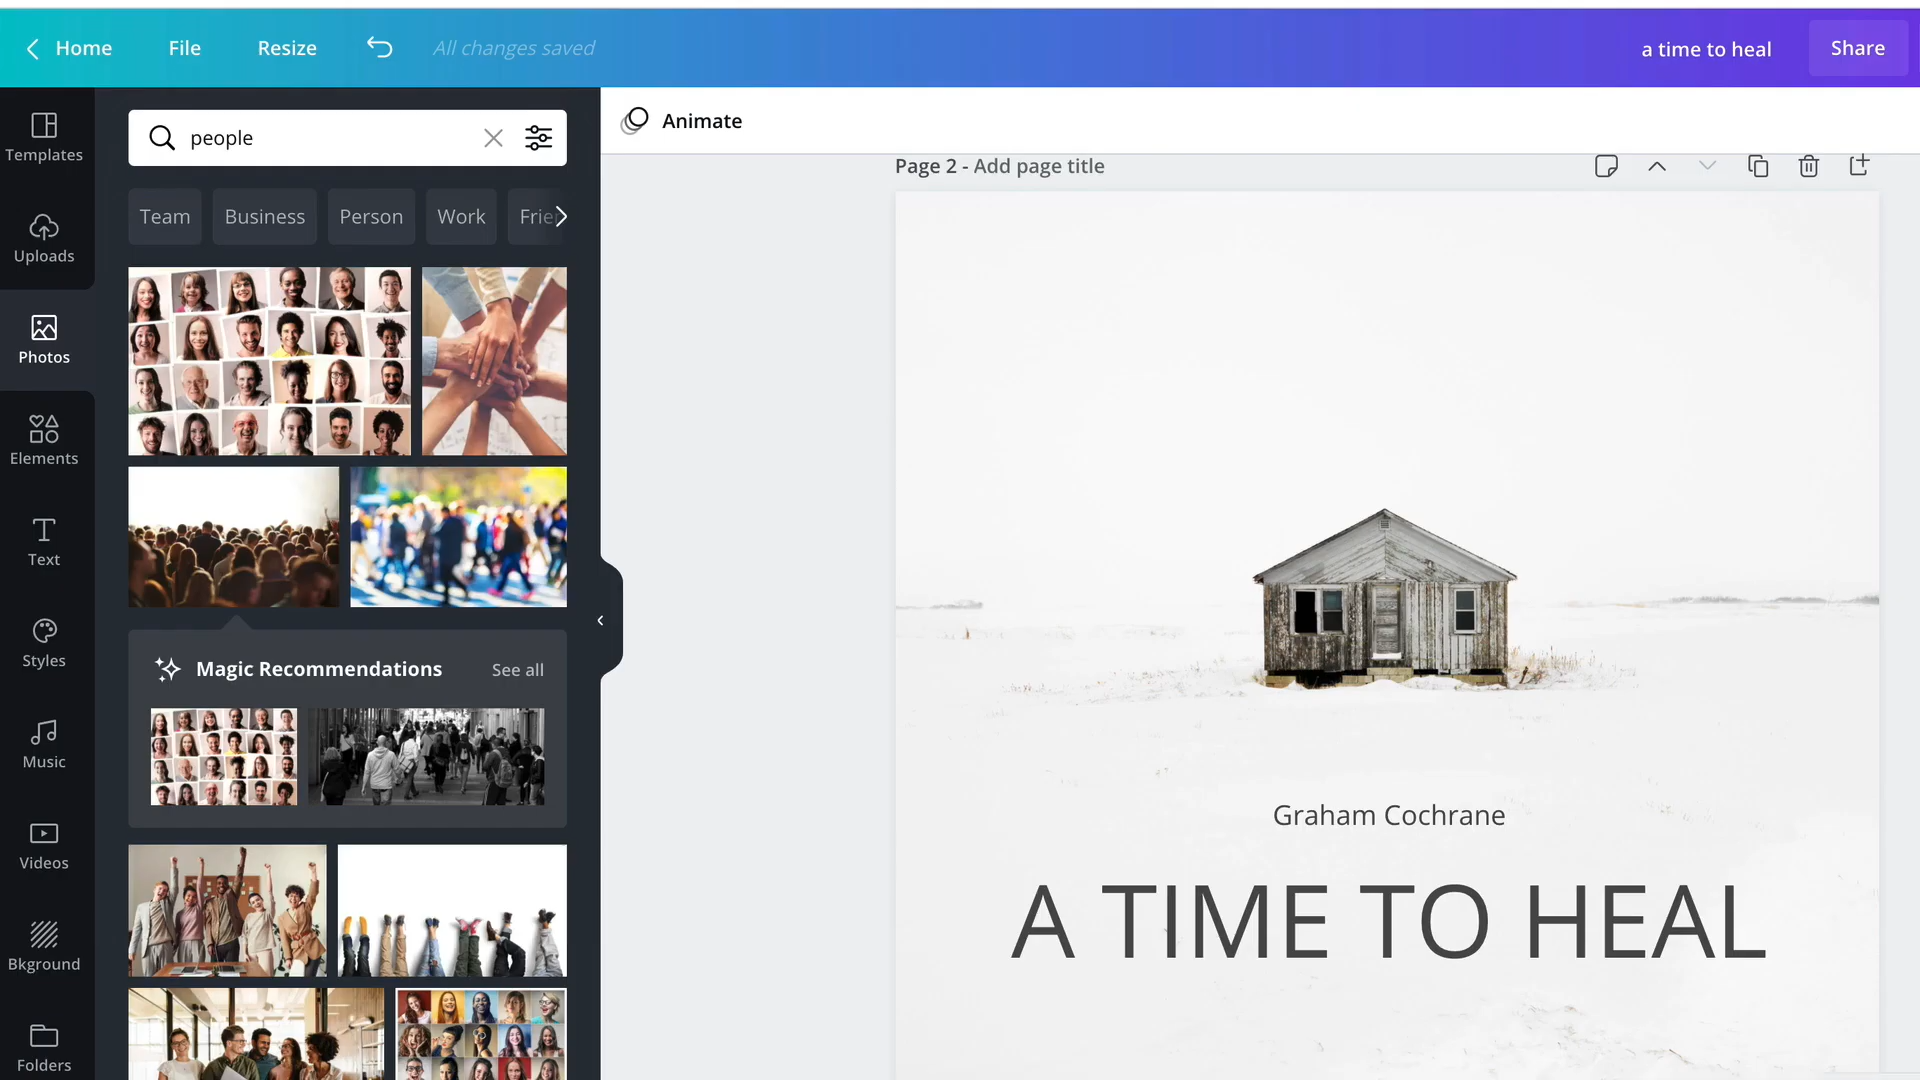 Home File Resize All changes saved a time to heal Share
Templates
Uploads
Photos
Elements
Text
Styles
Music
Videos
Bkground
Folders
people
Team Business Person Work
Magic Recommendations See all
Animate
Page 2 - Add page title
Graham Cochrane
A TIME TO HEAL